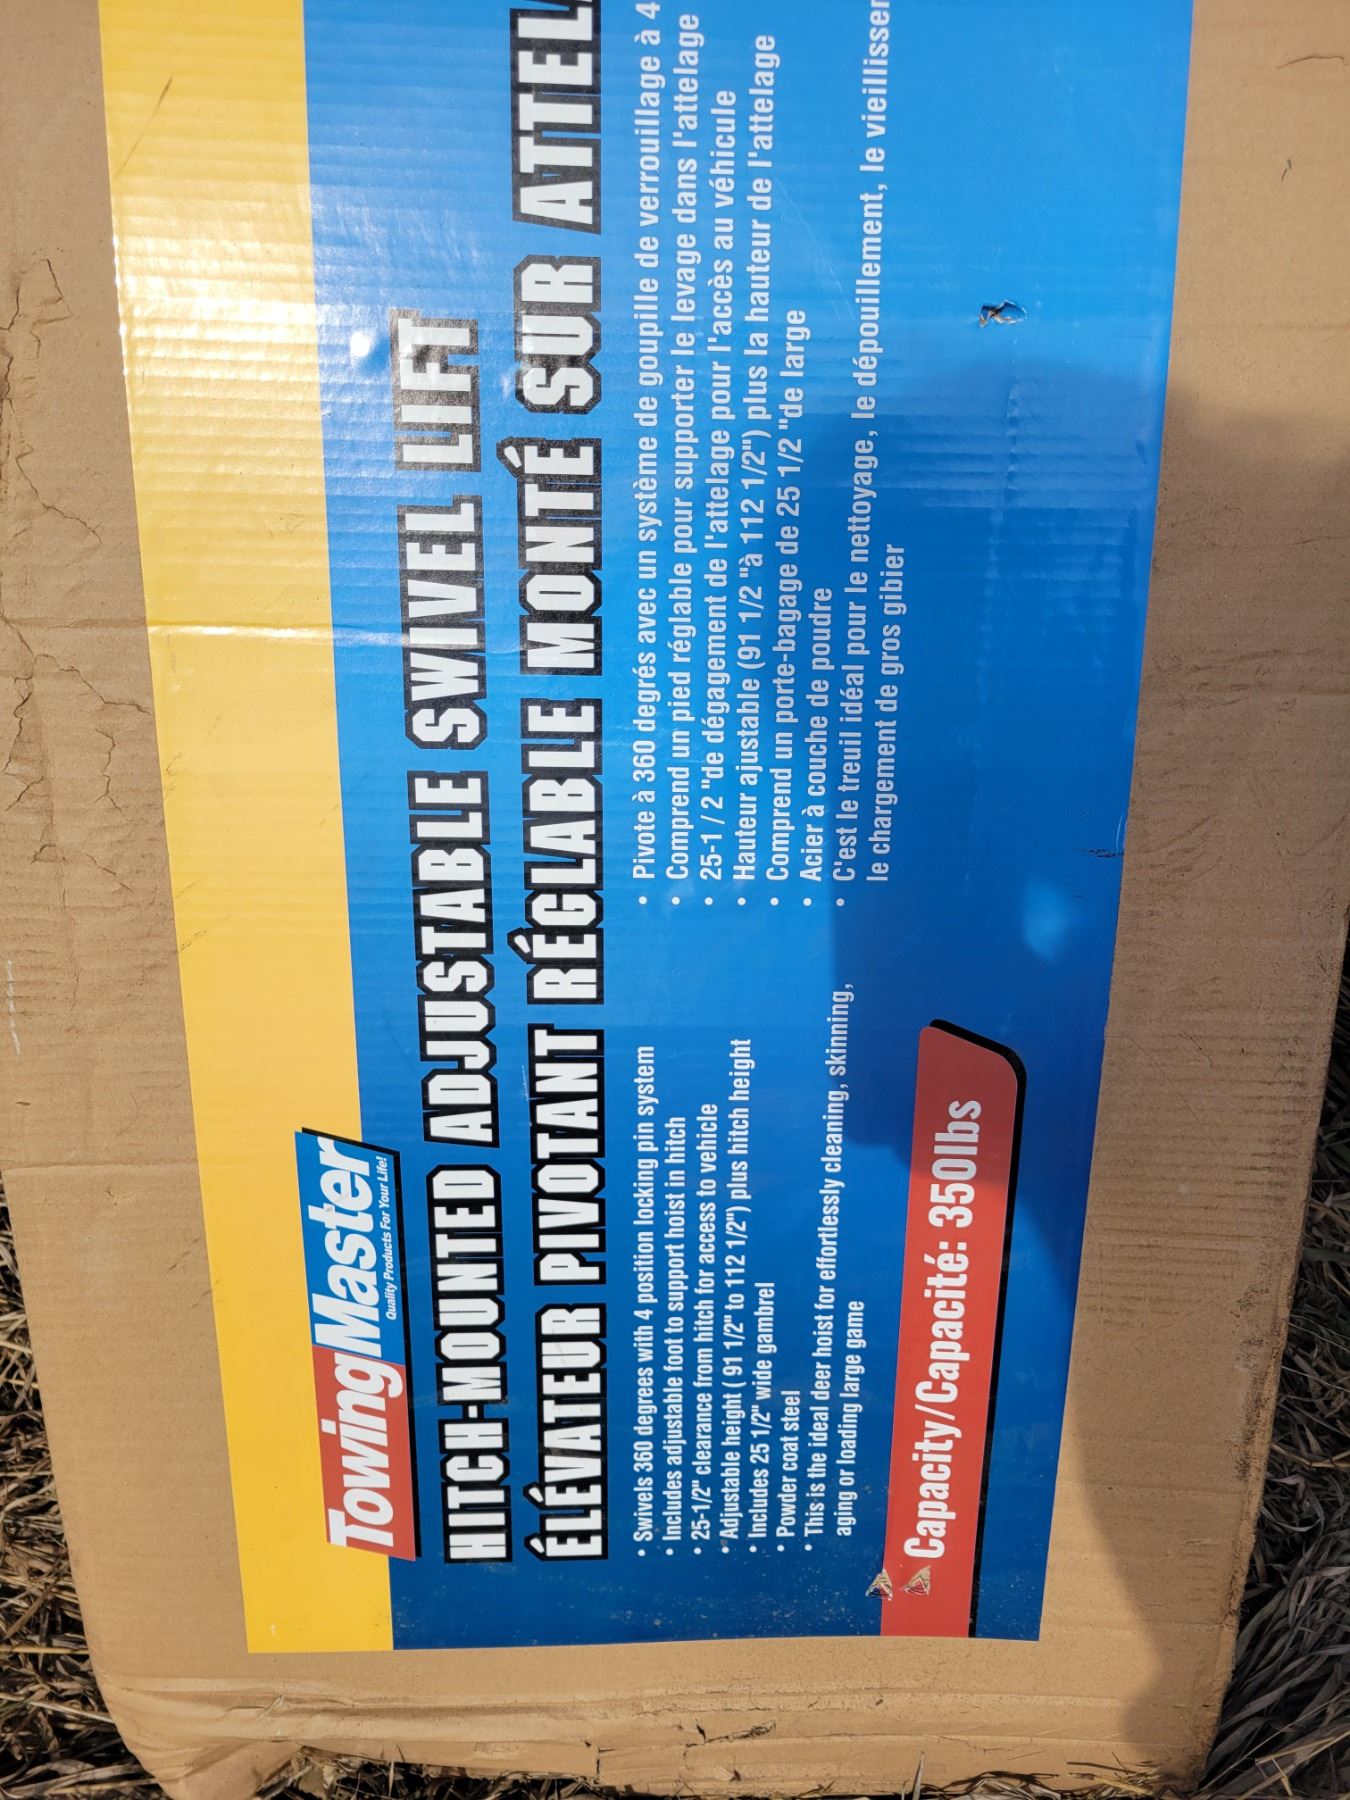 TowingMaster
Quality Products For Your Life!
HITCH-MOUNTED ADJUSTABLE SWIVEL LIFT
ÉLÉVATEUR PIVOTANT RÉGLABLE MONTÉ SUR
• Swivels 360 degrees with 4 position locking pin system
• Includes adjustable foot to support hoist in hitch
• 25-1/2" clearance from hitch for access to vehicle
• Adjustable height ( 91 1/2" to 112 1/2") plus hitch height
• Includes 25 1/2" wide gambrel
• Powder coat steel
• This is the ideal deer hoist for effortlessly cleaning, skinning,
aging or loading large game
• Pivote à 360 degrés avec un système de goupille de verrouillage à 4
• Comprend un pied réglable pour supporter le levage dans l'attelage
• 25-1 / 2 "de dégagement de l'attelage pour l'accès au véhicule
• Hauteur ajustable (91 1/2 "à 112 1/2") plus la hauteur de l'attelage
• Comprend un porte-bagage de 25 1/2 "de large
• Acier à couche de poudre
• C'est le treuil idéal pour le nettoyage, le dépouillement, le
le chargement de gros gibier
Capacity/Capacité: 350lbs